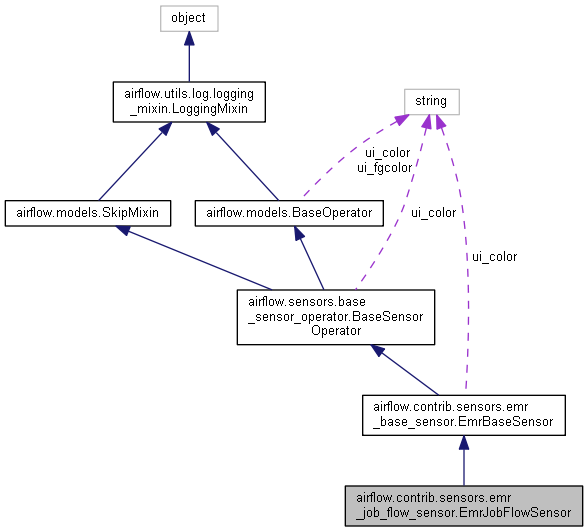 object
airflow.utils.log.logging
_mixin.LoggingMixin
string
ui_color
ui_fgcolor
airflow.models.SkipMixin
airflow.models.BaseOperator
ui_color
ui_color
airflow.sensors.base
_sensor_operator.BaseSensor
Operator
airflow.contrib.sensors.emr
_base_sensor.EmrBaseSensor
airflow.contrib.sensors.emr
_job_flow_sensor.EmrJobFlowSensor